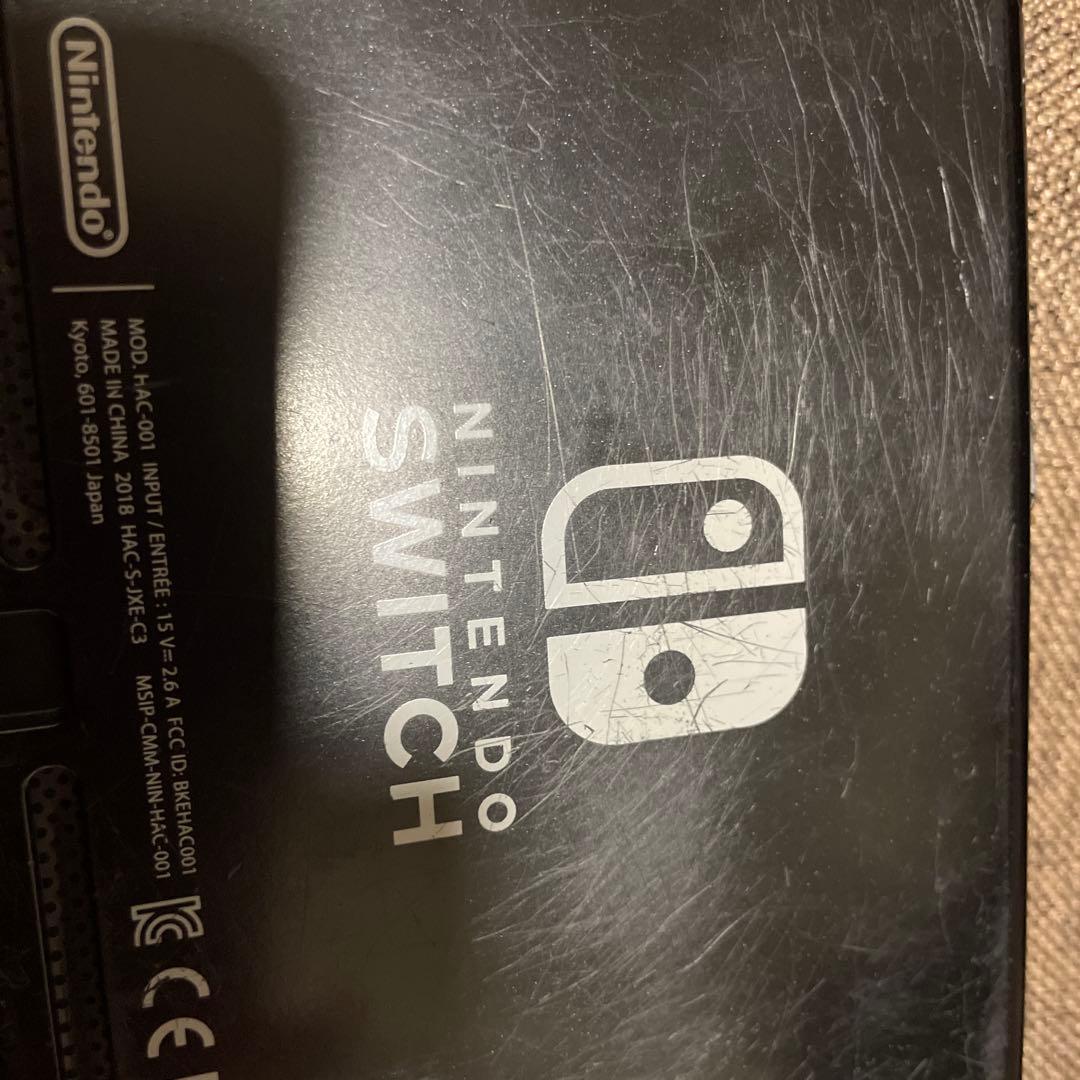 NINTENDO
SWITCH
Nintendo®
MOD. HAC-001 INPUT / ENTRÉE : 15 V⎓ 2.6 A FCC ID: BKEHAC001
MADE IN CHINA 2018 HAC-S-JXE-C3 MSIP-CMM-NIN-HAC-001
Kyoto, 601-8501 Japan
CE